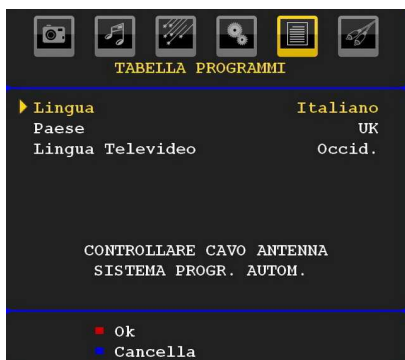 TABELLA PROGRAMMI
Lingua Italiano
Paese UK
Lingua Televideo Occid.
CONTROLLARE CAVO ANTENNA
SISTEMA PROGR. AUTOM.
Ok
Cancella